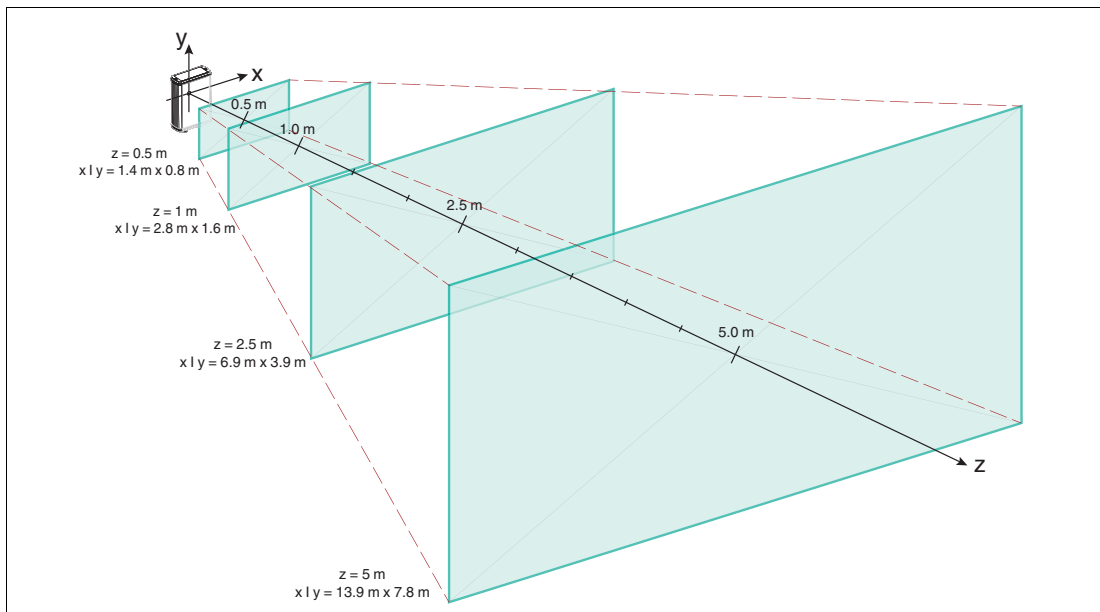 y
x
0.5 m
1.0 m
z = 0.5 m
x I y = 1.4 m x 0.8 m
z = 1 m
x I y = 2.8 m x 1.6 m
2.5 m
z = 2.5 m
x I y = 6.9 m x 3.9 m
5.0 m
z
z = 5 m
x I y = 13.9 m x 7.8 m